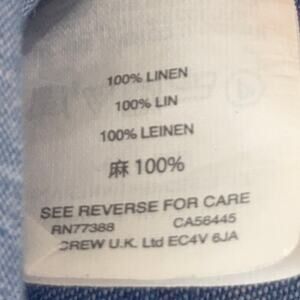 100% LINEN
100% LIN
100% LEINEN
麻 100%
SEE REVERSE FOR CARE
RN77388 CA56445
CREW U.K. Ltd EC4V 6JA